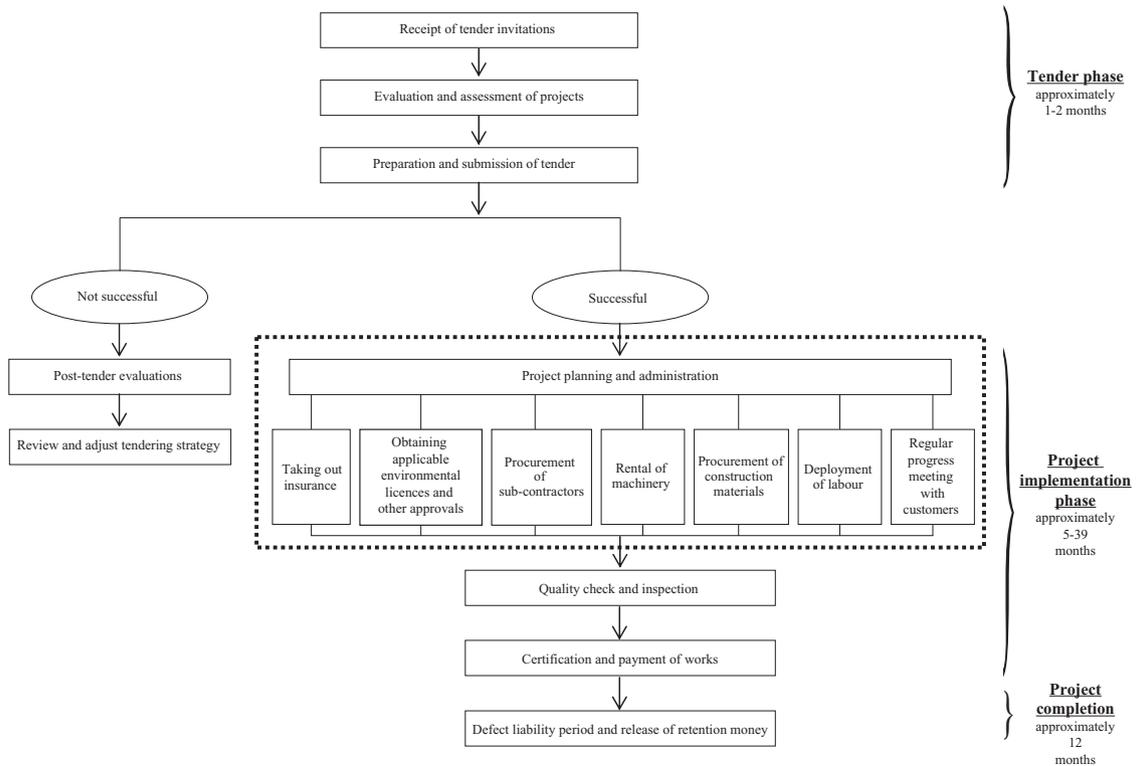 Receipt of tender invitations
Evaluation and assessment of projects
Preparation and submission of tender
Tender phase
approximately
1-2 months
Not successful
Successful
Post-tender evaluations
Review and adjust tendering strategy
Project planning and administration
Taking out
insurance
Obtaining
applicable
environmental
licences and
other approvals
Procurement
of
sub-contractors
Rental of
machinery
Procurement of
construction
materials
Deployment
of labour
Regular
progress
meeting
with
customers
Quality check and inspection
Certification and payment of works
Project
implementation
phase
approximately
5-39
months
Defect liability period and release of retention money
Project
completion
approximately
12
months